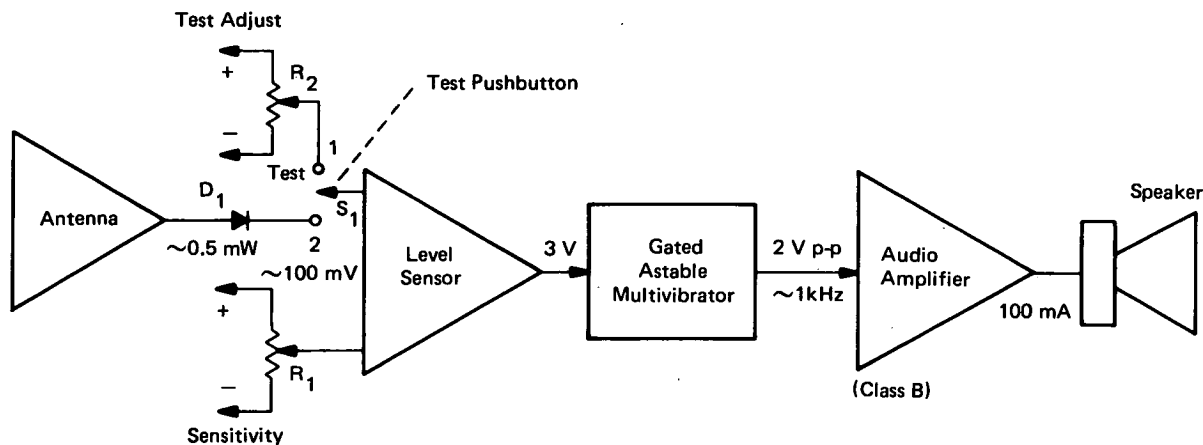 Test Adjust
+
R2
Test Pushbutton
−
1
Test
D1
S1
Speaker
Antenna
~0.5 mW
2
~100 mV
Level
Sensor
3 V
Gated
Astable
Multivibrator
2 V p-p
~1kHz
Audio
Amplifier
100 mA
+
R1
−
(Class B)
Sensitivity